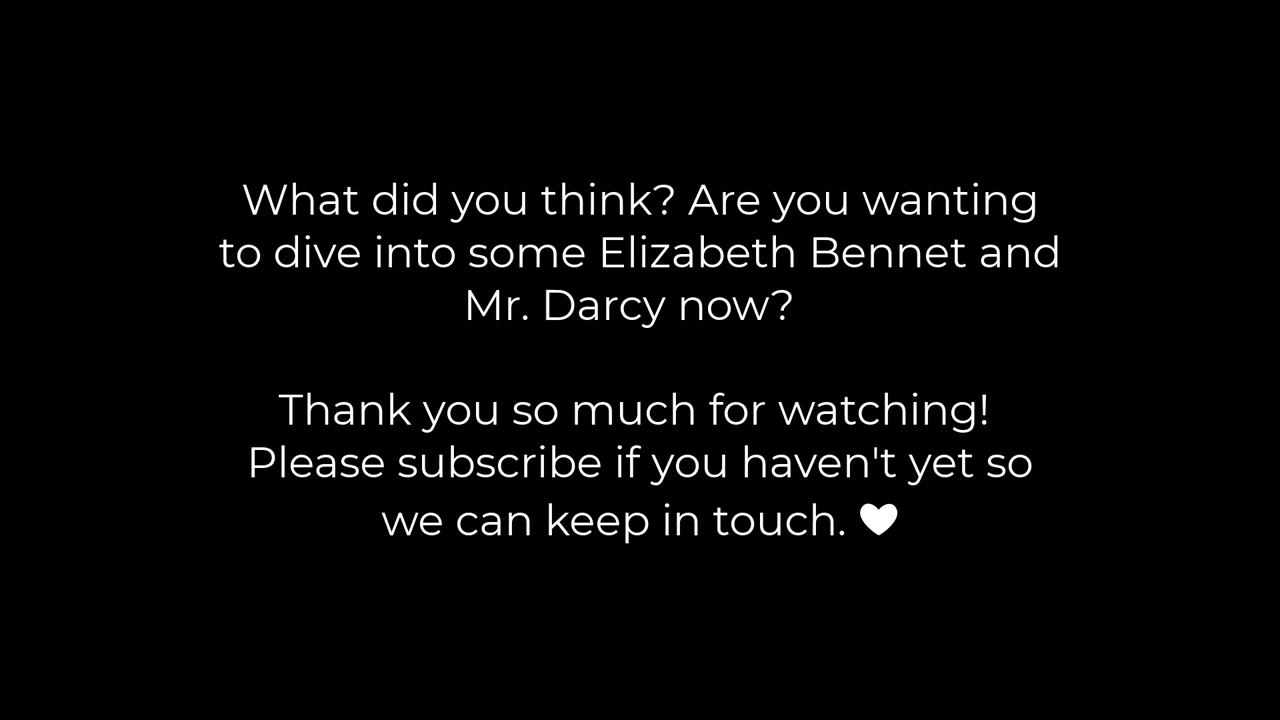 What did you think? Are you wanting
to dive into some Elizabeth Bennet and
Mr. Darcy now?
Thank you so much for watching!
Please subscribe if you haven't yet so
we can keep in touch. ♥